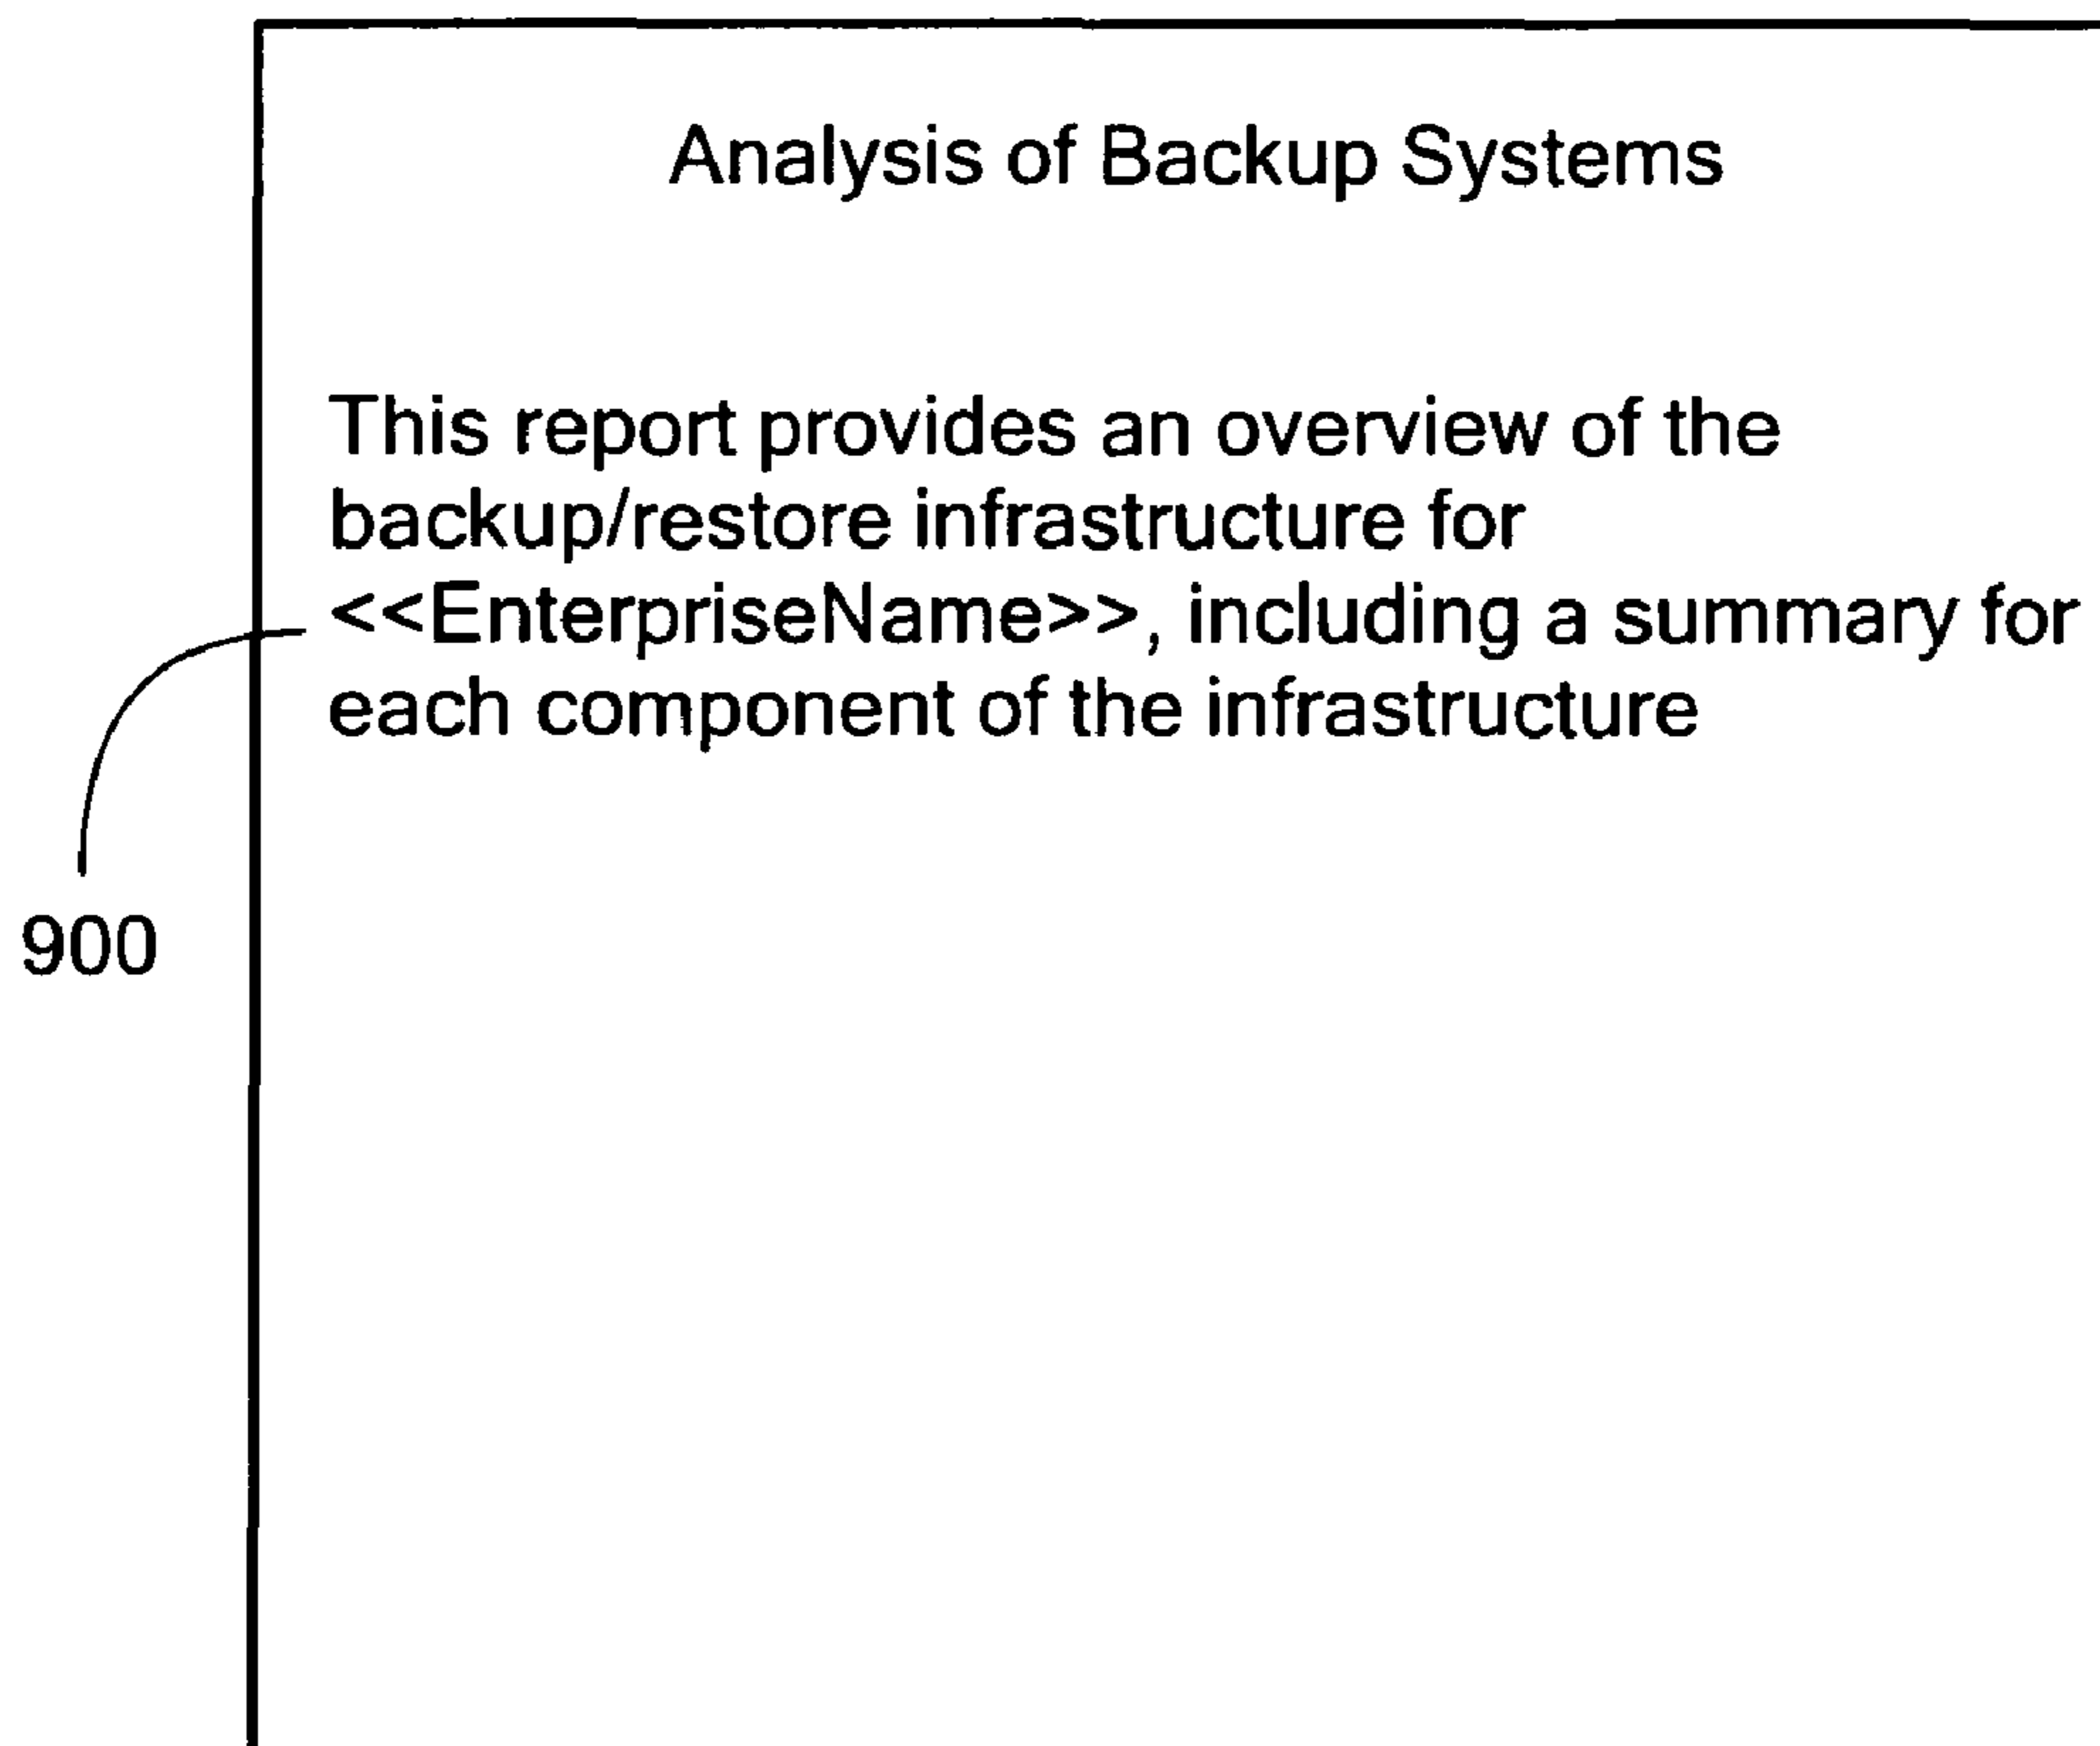 Analysis of Backup Systems
This report provides an overview of the
backup/restore infrastructure for
<<EnterpriseName>>, including a summary for
each component of the infrastructure
900